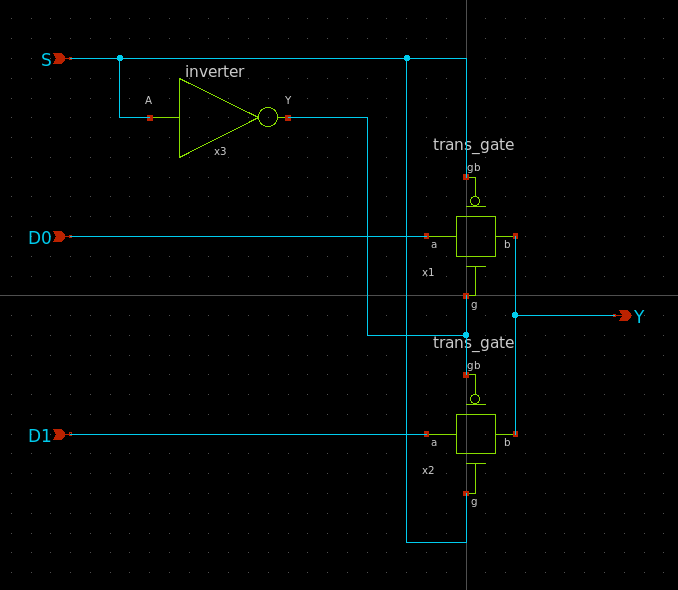 S
inverter
A
Y
x3
trans_gate
gb
D0
a
b
x1
g
Y
trans_gate
gb
D1
a
b
x2
g